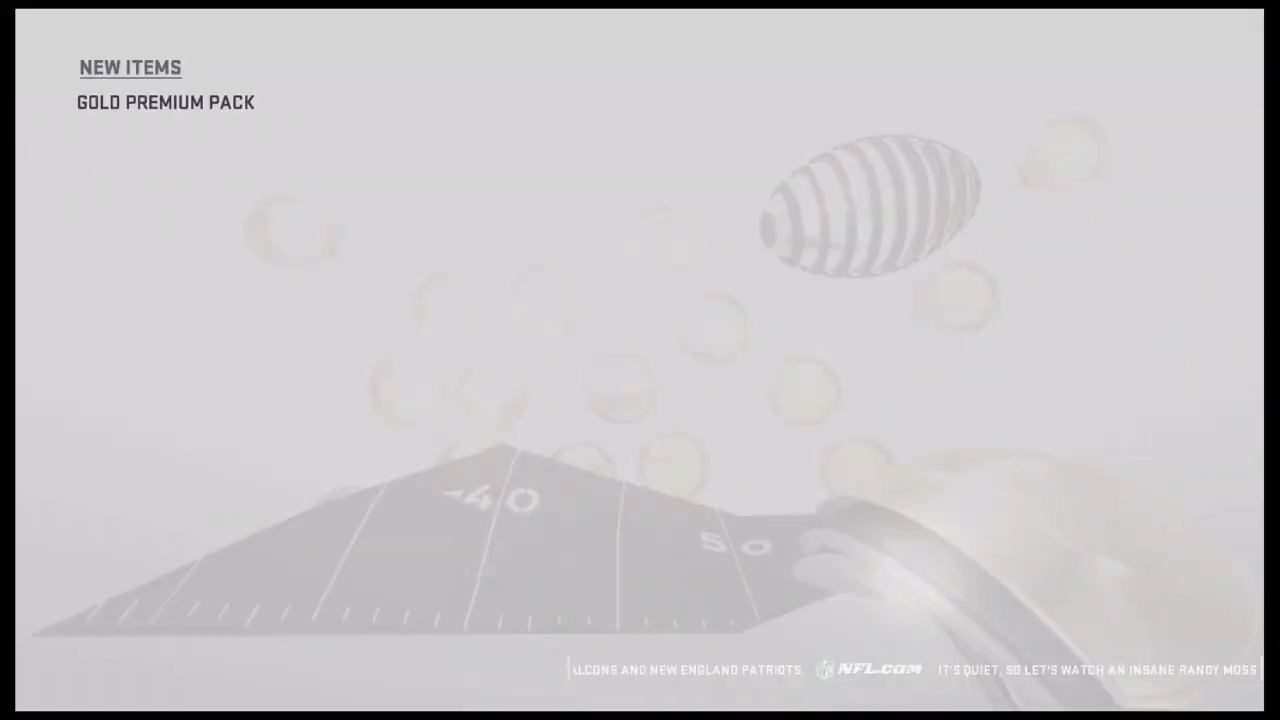 NEW ITEMS
GOLD PREMIUM PACK
-40
50
ALCONS AND NEW ENGLAND PATRIOTS. NFL NFL.COM IT'S QUIET, SO LET'S WATCH AN INSANE RANDY MOSS